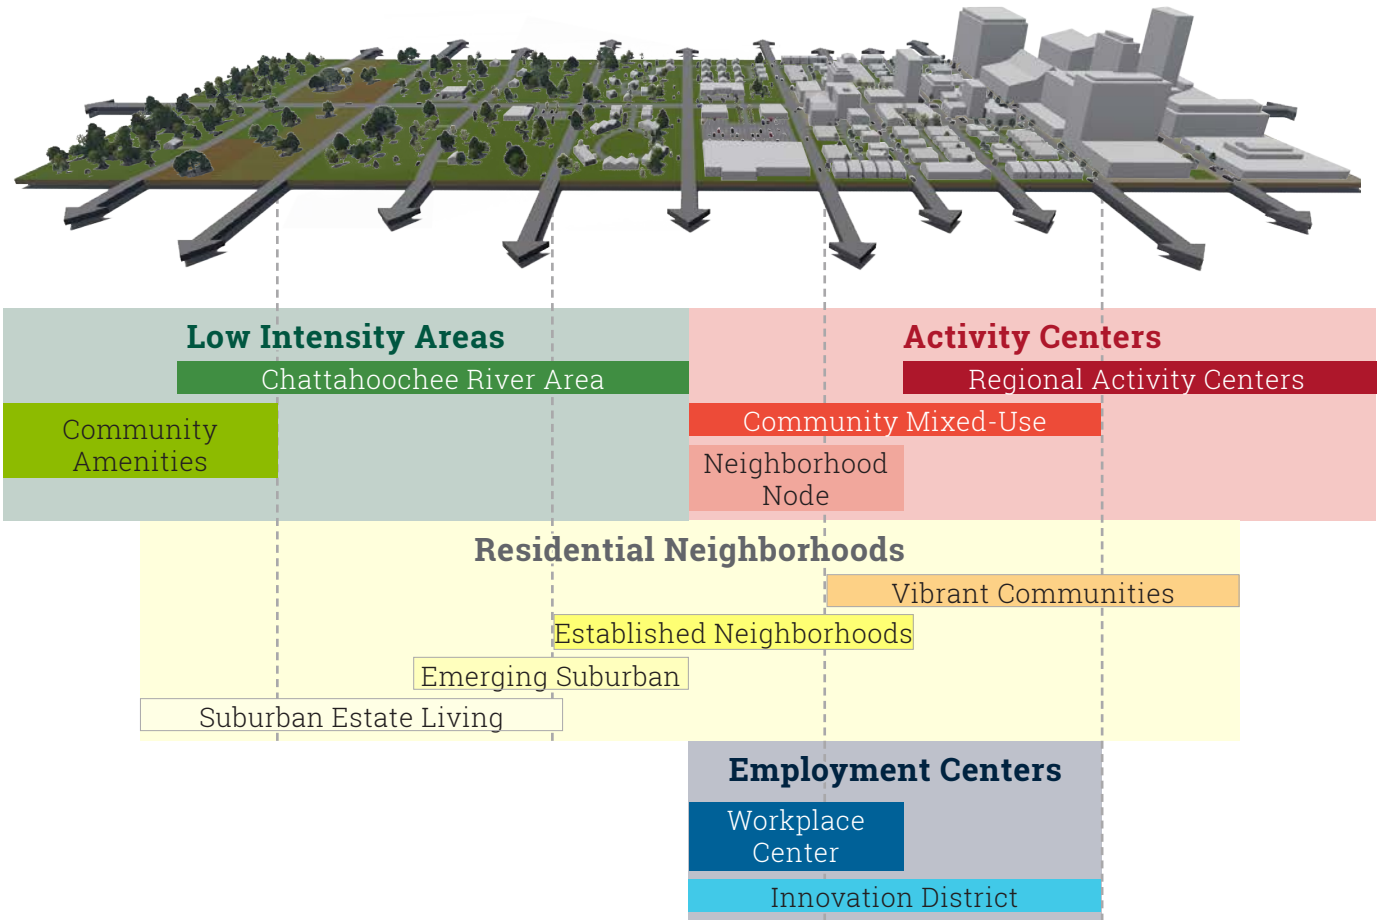 Low Intensity Areas
Chattahoochee River Area
Community
Amenities
Activity Centers
Regional Activity Centers
Community Mixed-Use
Neighborhood
Node
Residential Neighborhoods
Vibrant Communities
Established Neighborhoods
Emerging Suburban
Suburban Estate Living
Employment Centers
Workplace
Center
Innovation District